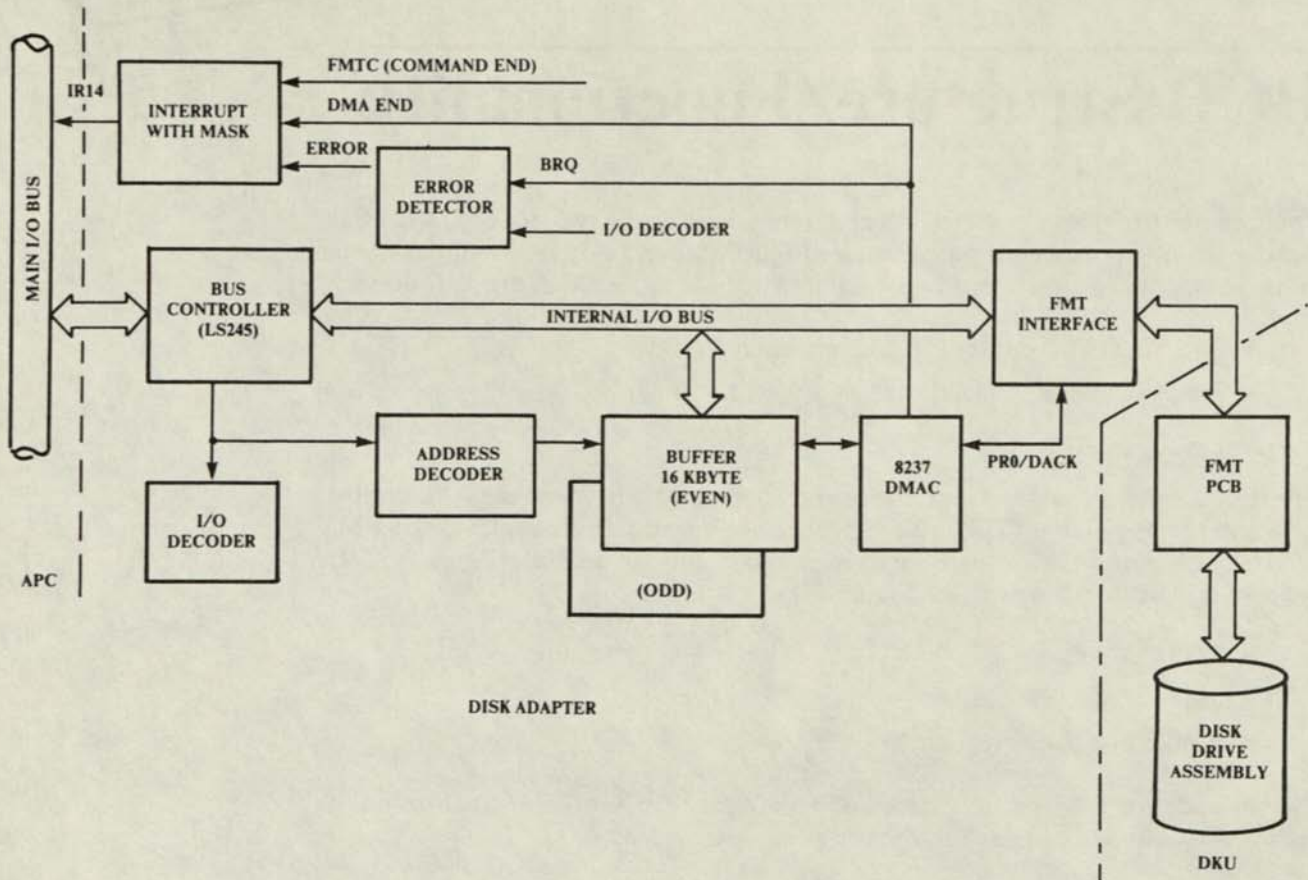 FMTC (COMMAND END)
IR14
INTERRUPT
WITH MASK
DMA END
ERROR
BRQ
ERROR
DETECTOR
I/O DECODER
MAIN I/O BUS
BUS
CONTROLLER
(LS245)
INTERNAL I/O BUS
FMT
INTERFACE
ADDRESS
DECODER
BUFFER
16 KBYTE
(EVEN)
8237
DMAC
PR0/DACK
FMT
PCB
I/O
DECODER
APC
(ODD)
DISK ADAPTER
DISK
DRIVE
ASSEMBLY
DKU